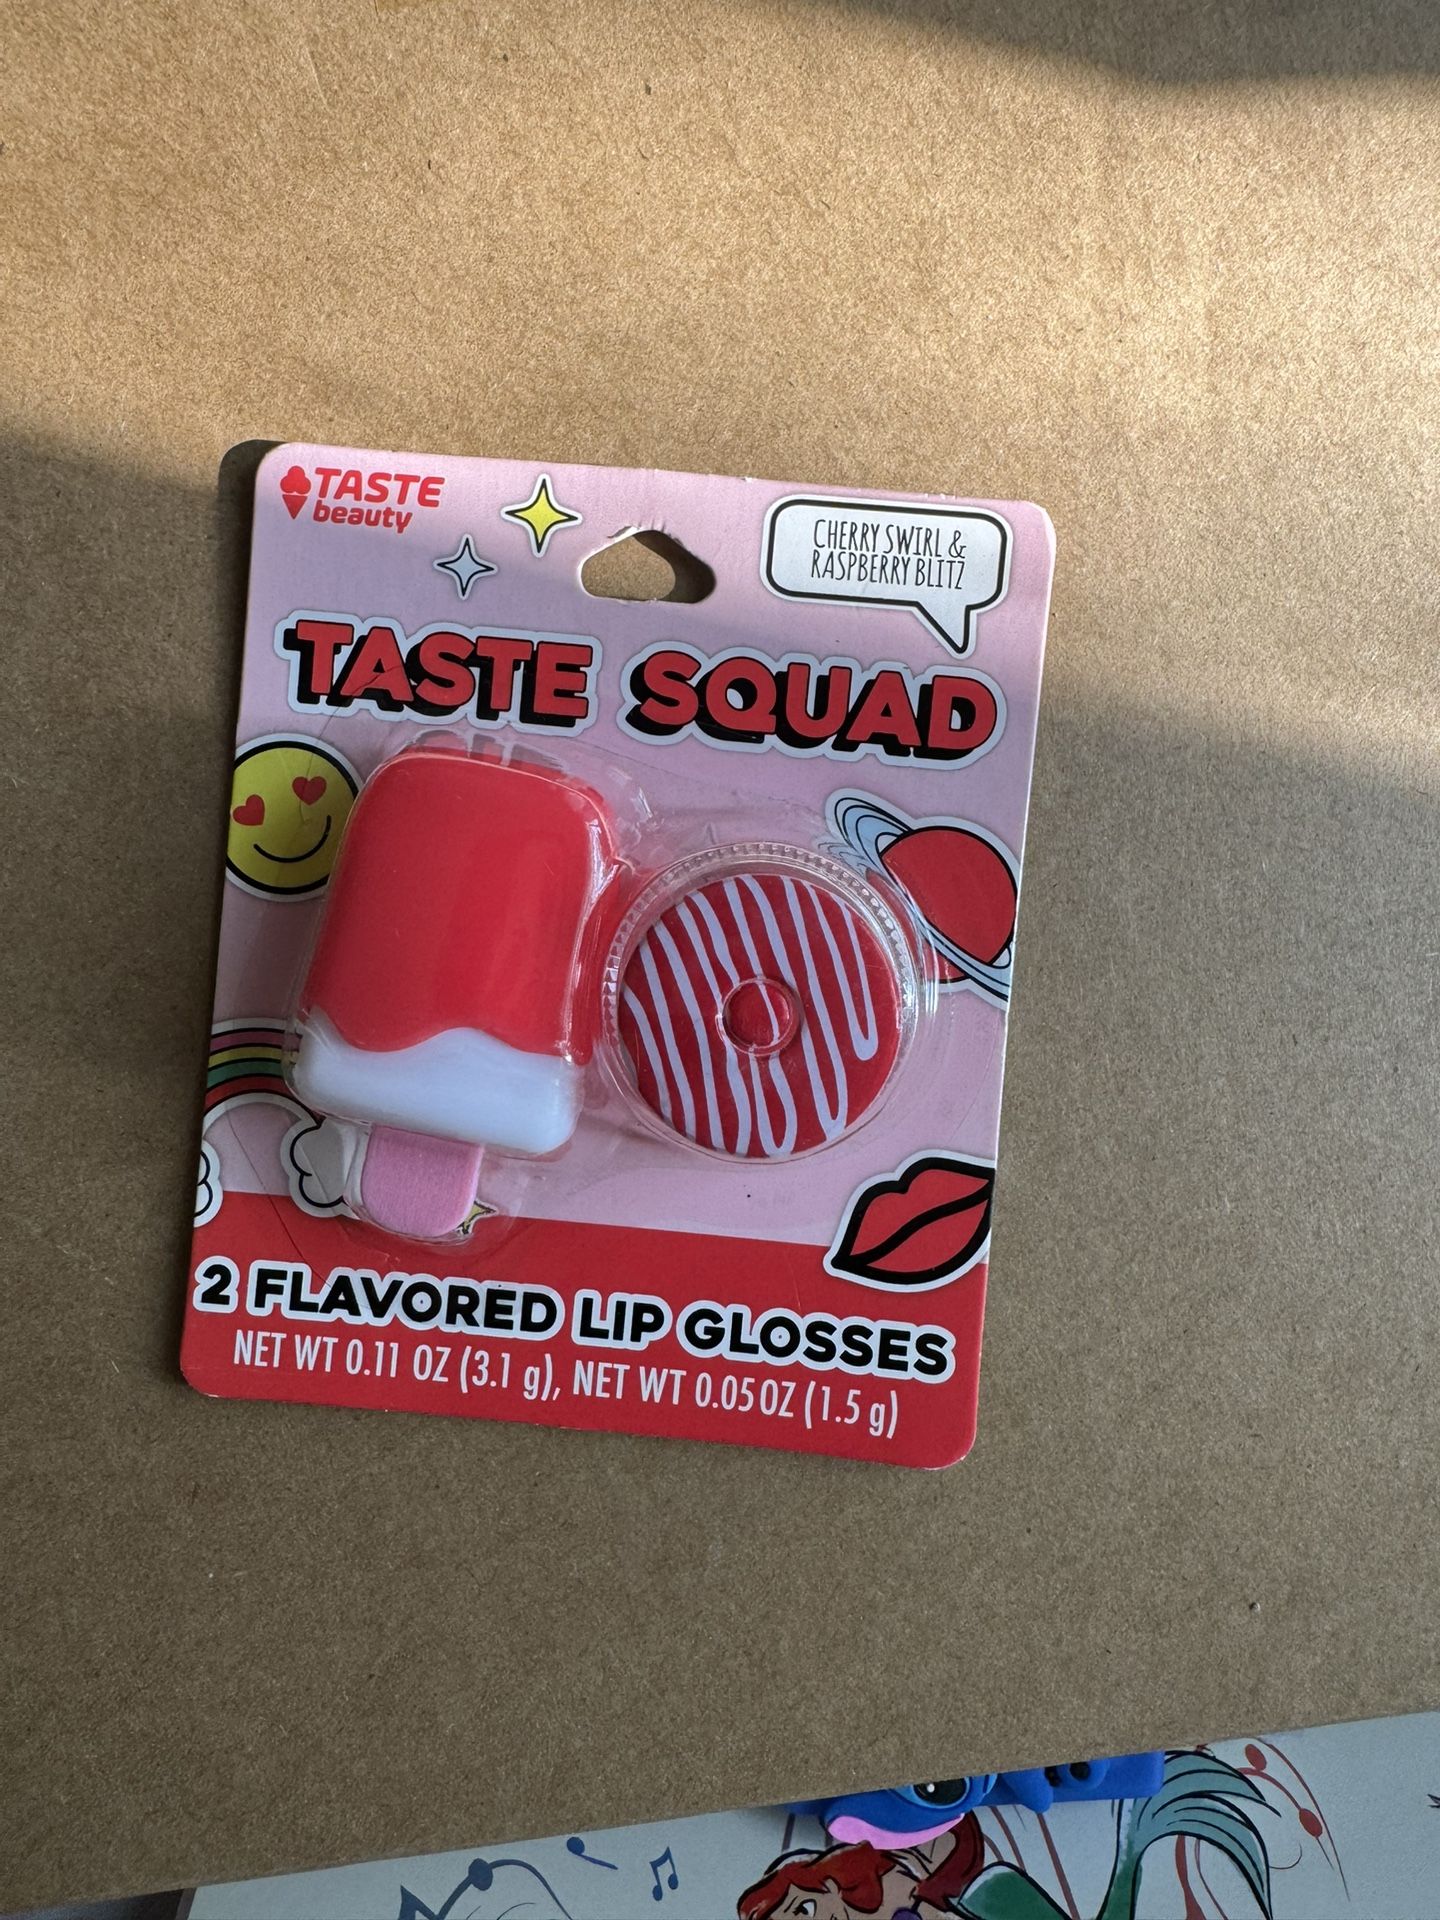 TASTE
beauty
CHERRY SWIRL &
RASPBERRY BLITZ
TASTE SQUAD
2 FLAVORED LIP GLOSSES
NET WT 0.11 OZ (3.1 g), NET WT 0.05 OZ (1.5 g)